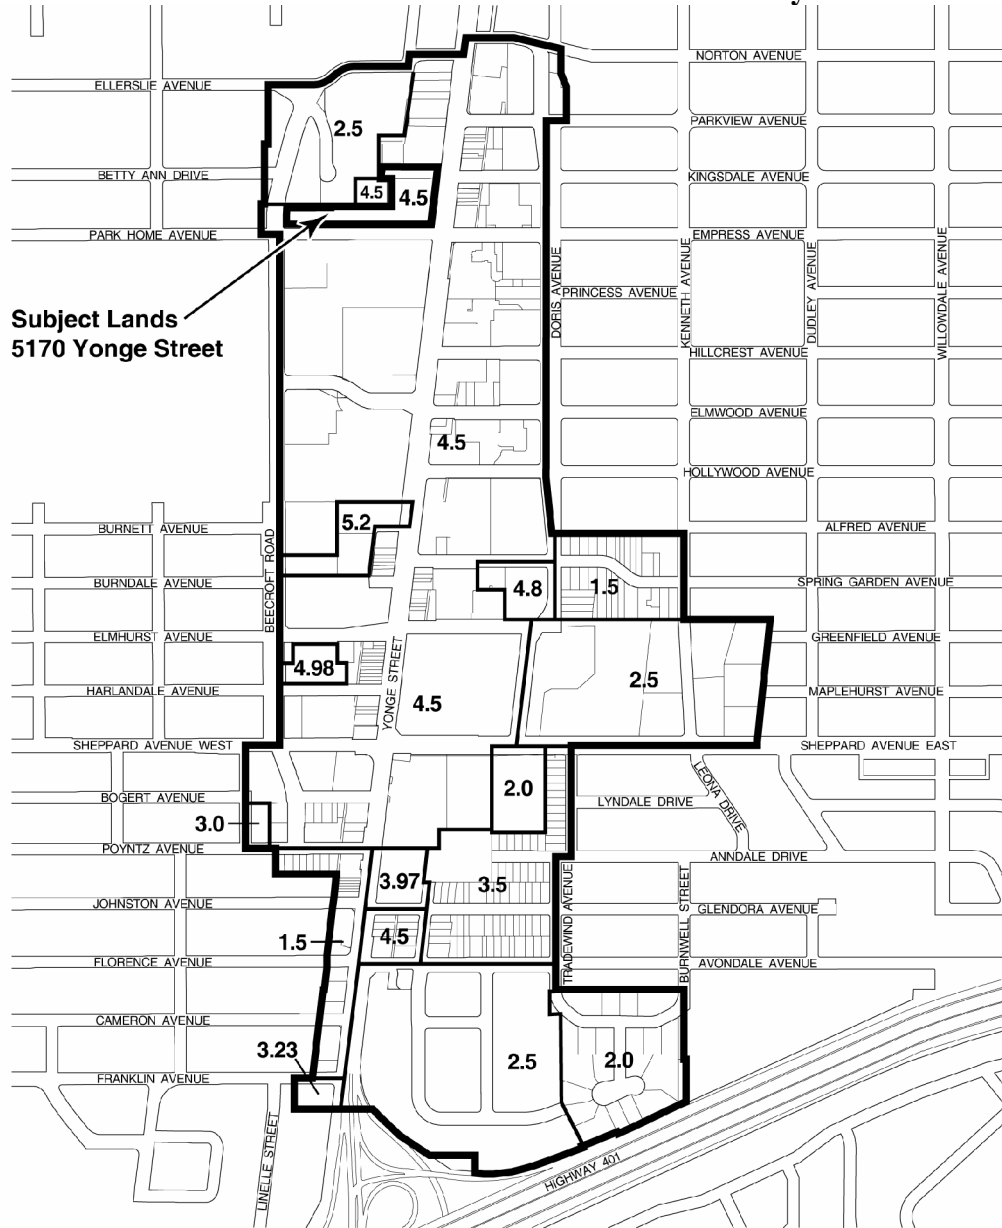 NORTON AVENUE
ELLERSLIE AVENUE
PARKVIEW AVENUE
2.5
BETTY ANN DRIVE
KINGSDALE AVENUE
4.5
4.5
PARK HOME AVENUE
EMPRESS AVENUE
DORIS AVENUE
KENNETH AVENUE
DUDLEY AVENUE
WILLOWDALE AVENUE
PRINCESS AVENUE
Subject Lands
5170 Yonge Street
HILLCREST AVENUE
ELMWOOD AVENUE
4.5
HOLLYWOOD AVENUE
5.2
BURNETT AVENUE
ALFRED AVENUE
BEECROFT ROAD
BURNDALE AVENUE
4.8
1.5
SPRING GARDEN AVENUE
ELMHURST AVENUE
GREENFIELD AVENUE
4.98
YONGE STREET
2.5
HARLANDALE AVENUE
4.5
MAPLEHURST AVENUE
SHEPPARD AVENUE WEST
SHEPPARD AVENUE EAST
2.0
LEONA DRIVE
BOGERT AVENUE
LYNDALE DRIVE
3.0
POYNTZ AVENUE
ANNDALE DRIVE
3.97
3.5
JOHNSTON AVENUE
TRADEWIND AVENUE
BURNWELL STREET
GLENDORA AVENUE
1.5
4.5
FLORENCE AVENUE
AVONDALE AVENUE
CAMERON AVENUE
3.23
2.5
2.0
FRANKLIN AVENUE
LINELLE STREET
HIGHWAY 401